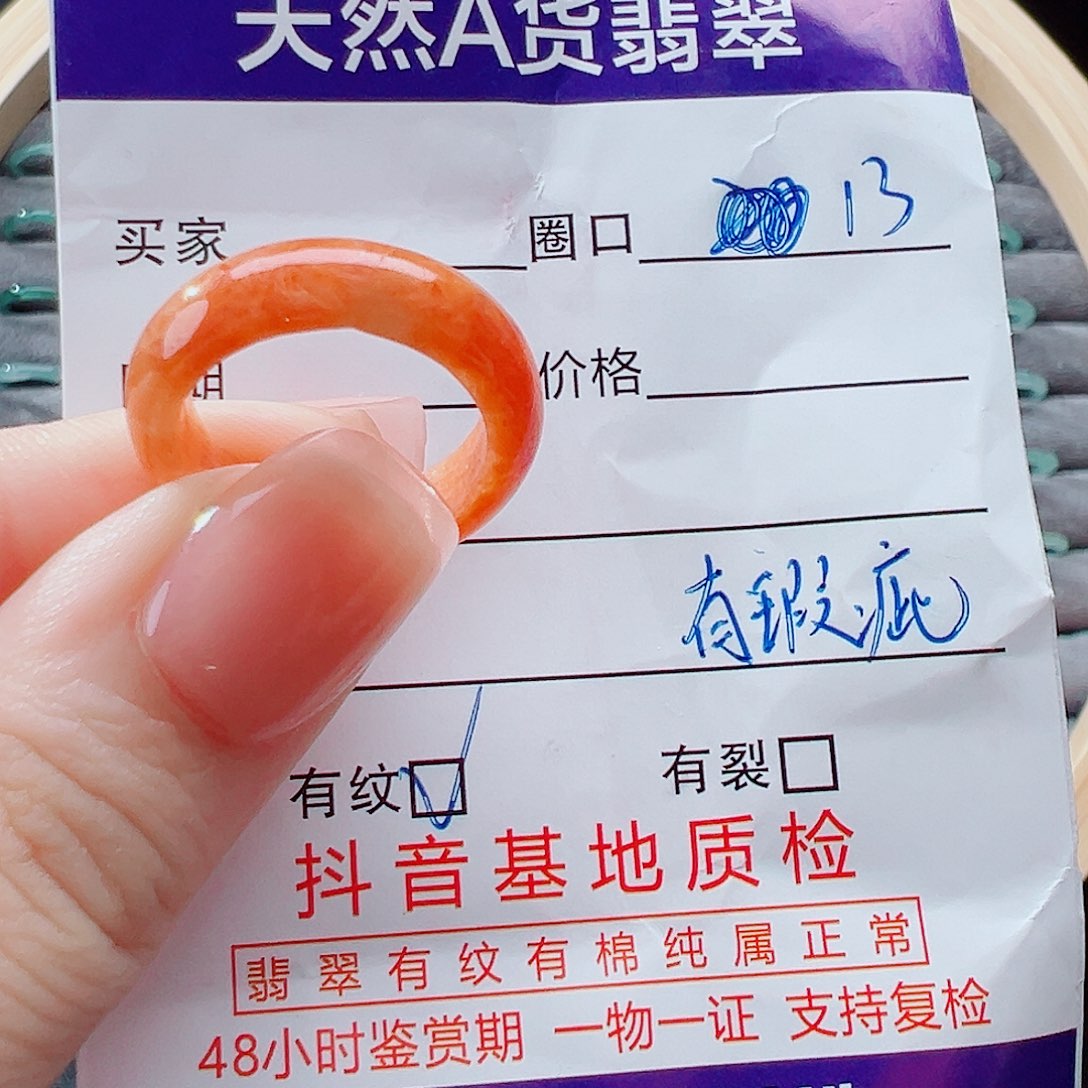 天然A货翡翠
买家 圈口 13
期 价格
有瑕疵
有纹 有裂
抖音基地质检
翡翠有纹有棉纯属正常
48小时鉴赏期 一物一证 支持复检